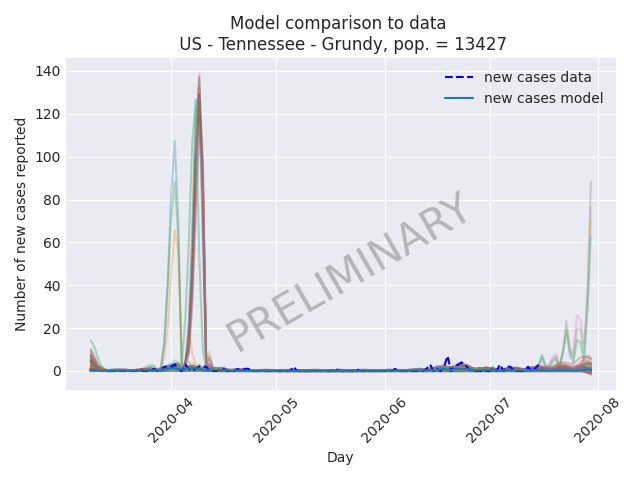 Model comparison to data
US - Tennessee - Grundy, pop. = 13427
new cases data
new cases model
Number of new cases reported
140
120
100
80
60
40
20
0
PRELIMINARY
2020-04
2020-05
2020-06
2020-07
2020-08
Day